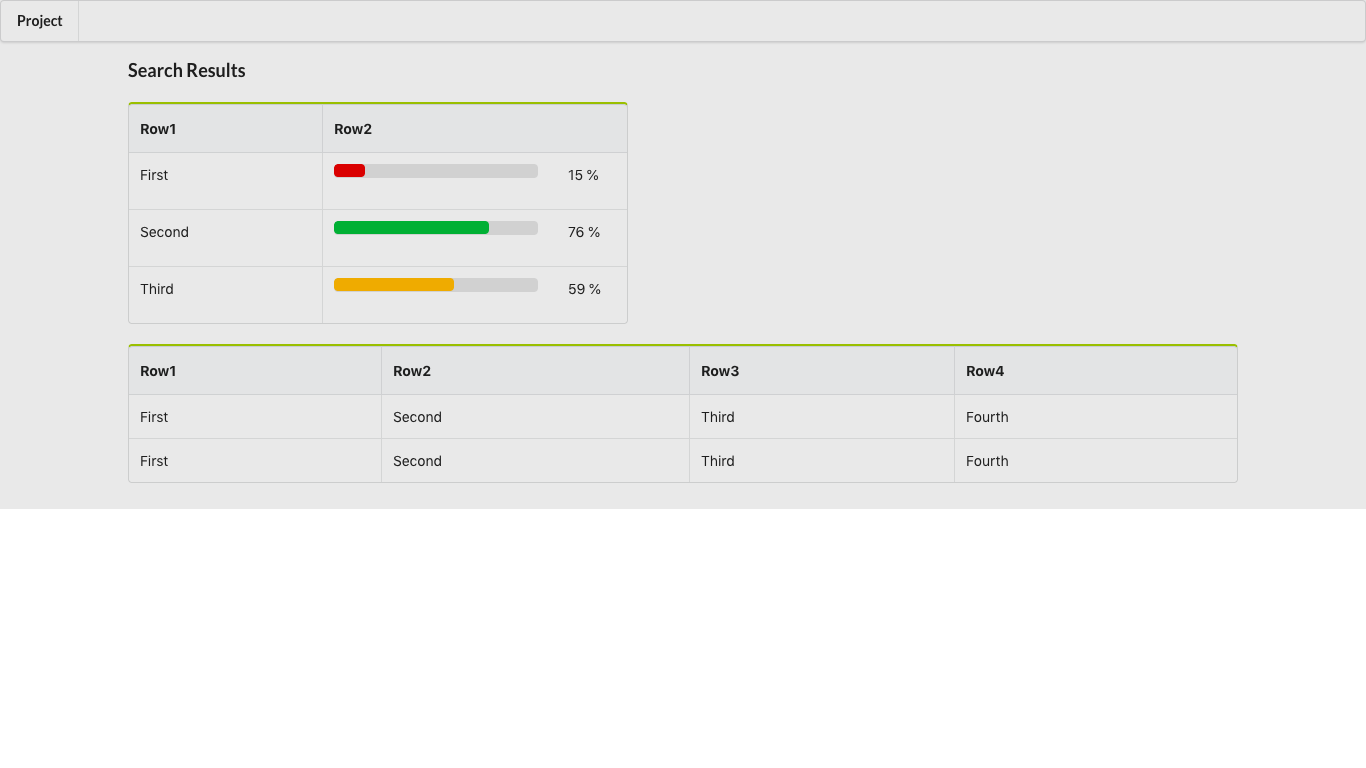 Project
Search Results
Row1 Row2
First 15 %
Second 76 %
Third 59 %
Row1 Row2 Row3 Row4
First Second Third Fourth
First Second Third Fourth